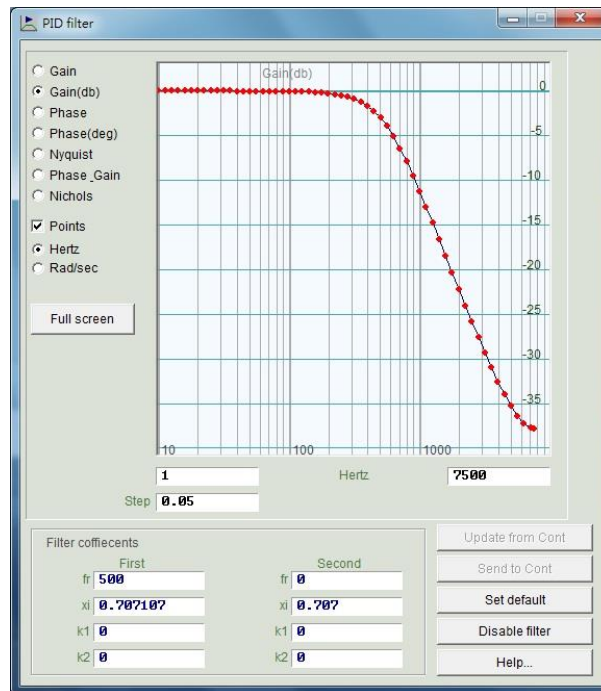 PID filter
Gain
Gain(db)
Phase
Phase(deg)
Nyquist
Phase_Gain
Nichols
Points
Hertz
Rad/sec
Full screen
Gain(db)
0
-5
-10
-15
-20
-25
-30
-35
10 100 1000
1 Hertz 7500
Step 0.05
Filter coffiecents
First Second
fr 500 fr 0
xi 0.707107 xi 0.707
k1 0 k1 0
k2 0 k2 0
Update from Cont
Send to Cont
Set default
Disable filter
Help...